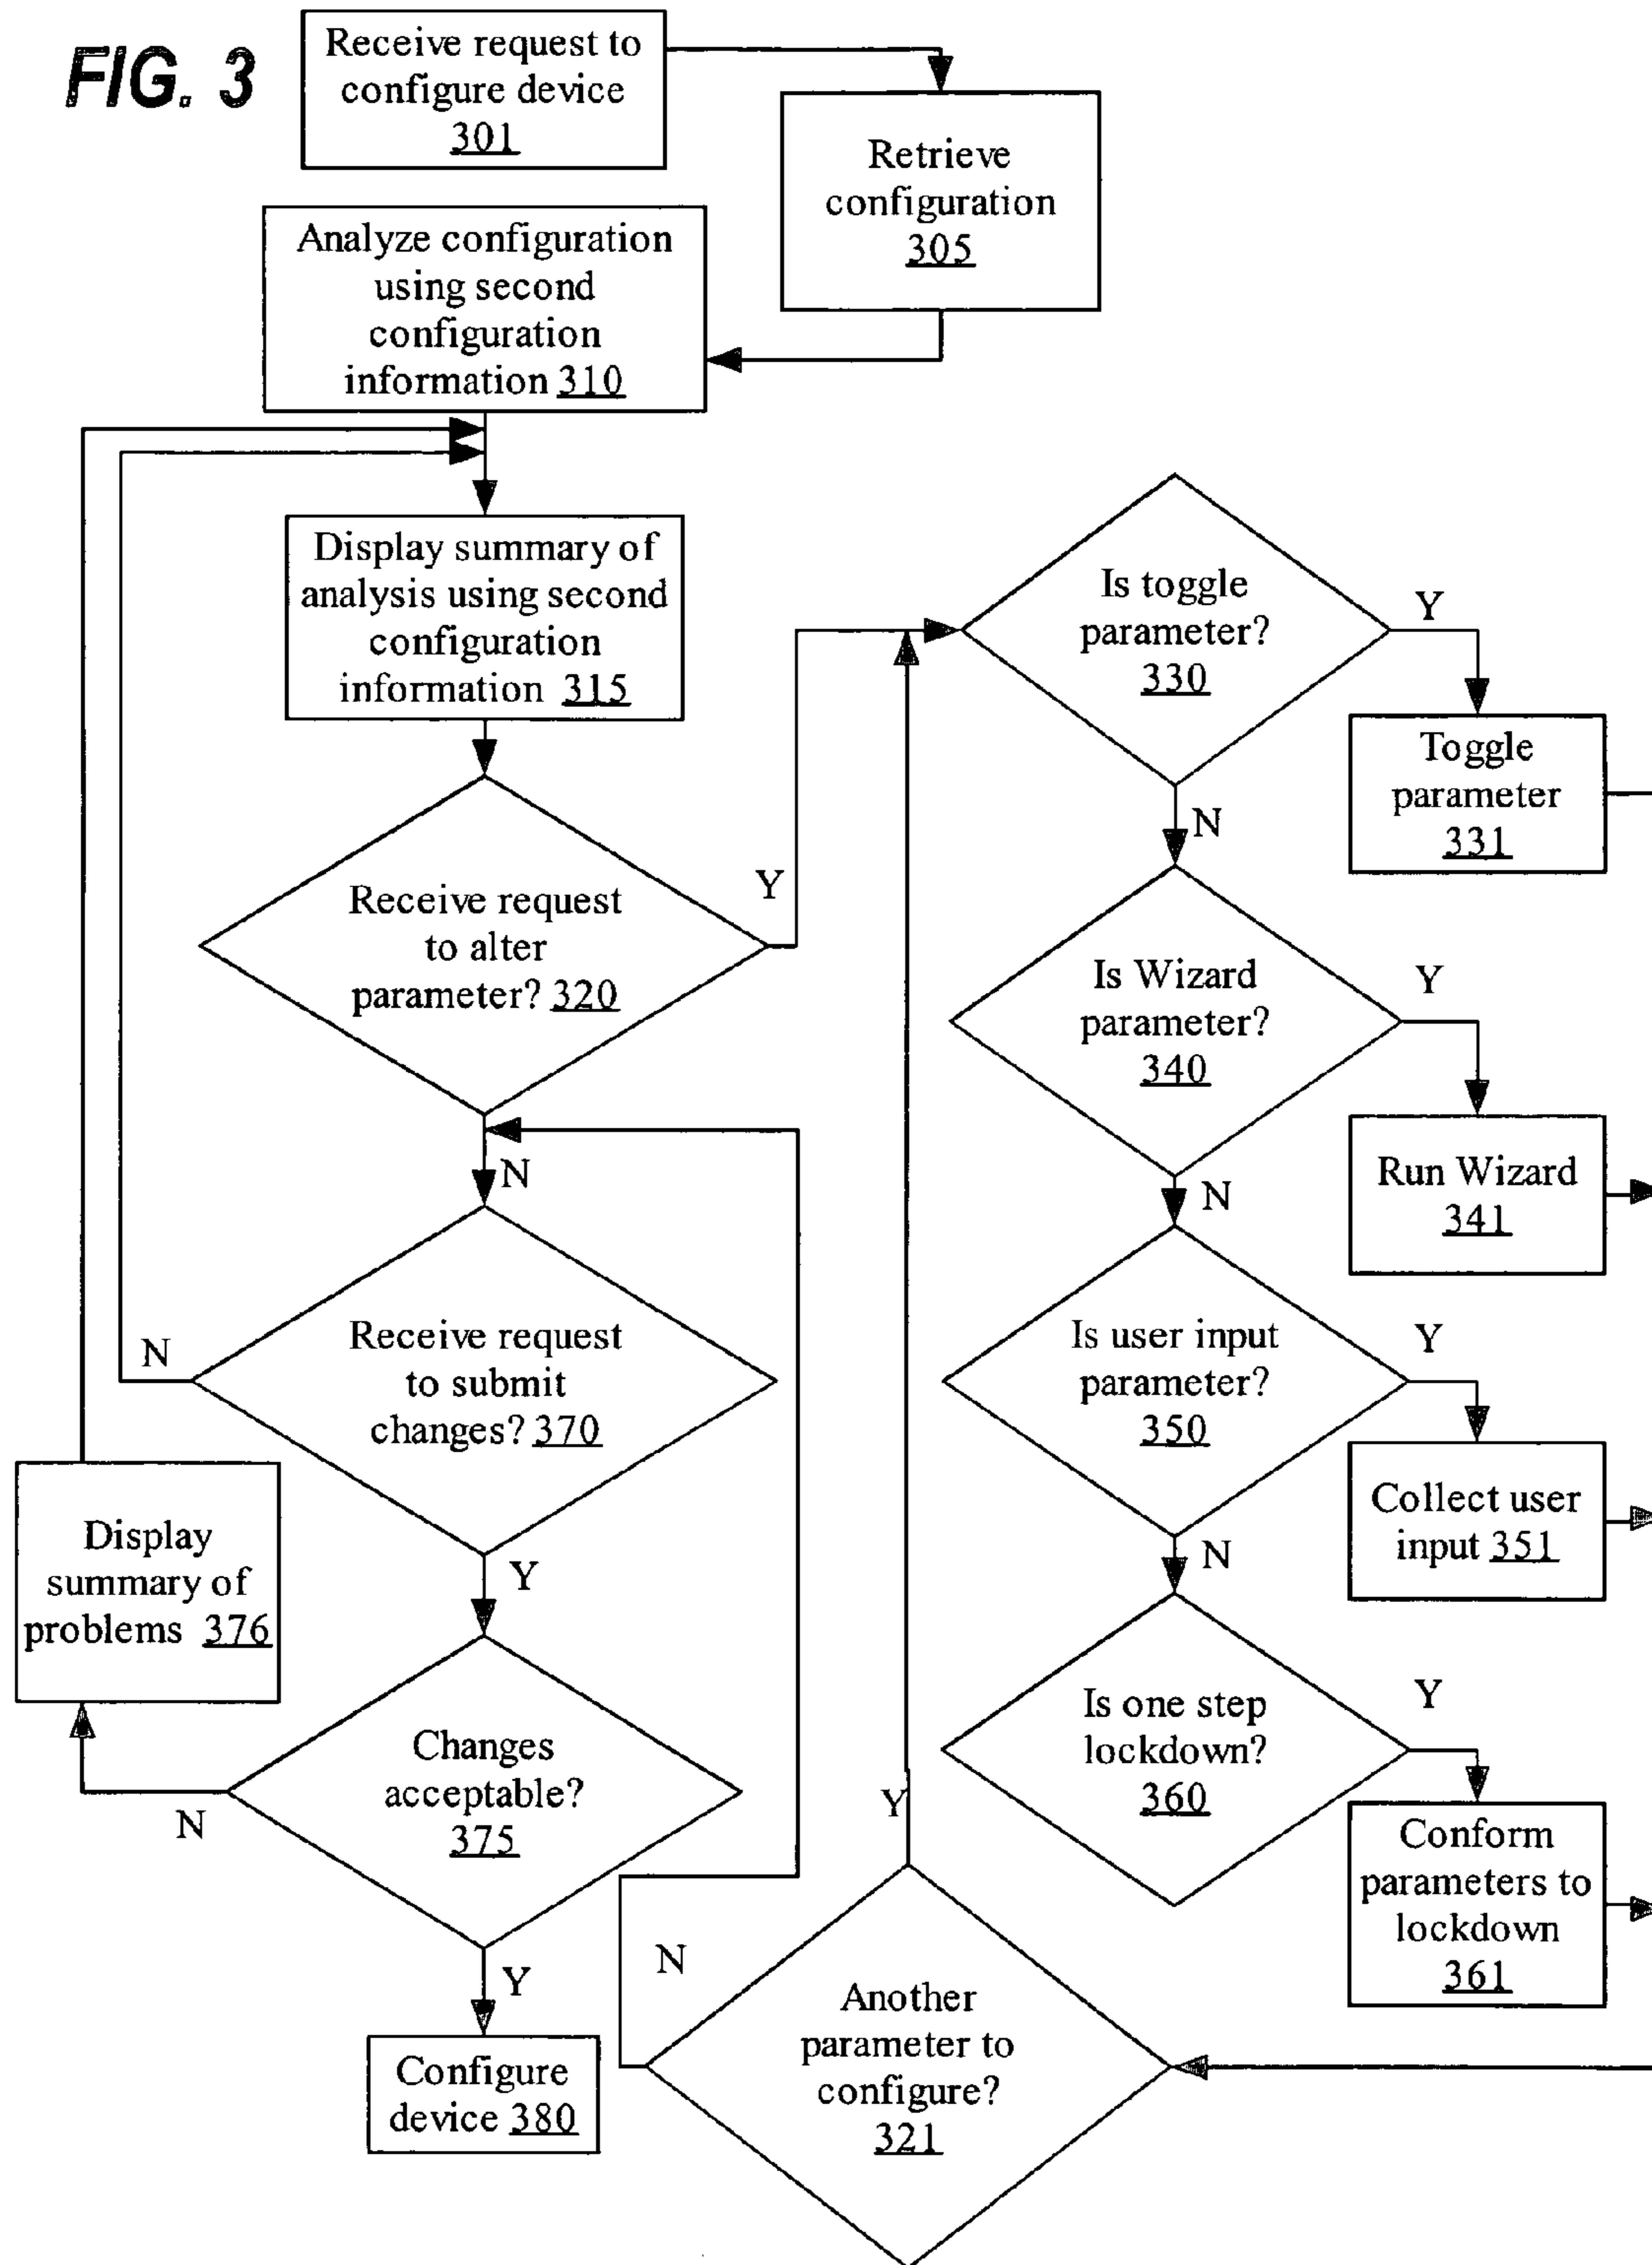 FIG. 3
Receive request to
configure device
301
Retrieve
configuration
305
Analyze configuration
using second
configuration
information 310
Display summary of
analysis using second
configuration
information 315
Receive request
to alter
parameter? 320
Y
N
Receive request
to submit
changes? 370
N
Y
Display
summary of
problems 376
Changes
acceptable?
375
N
Y
Configure
device 380
Is toggle
parameter?
330
Y
N
Toggle
parameter
331
Is Wizard
parameter?
340
Y
N
Run Wizard
341
Is user input
parameter?
350
Y
N
Collect user
input 351
Is one step
lockdown?
360
Y
Conform
parameters to
lockdown
361
Y
N
Another
parameter to
configure?
321